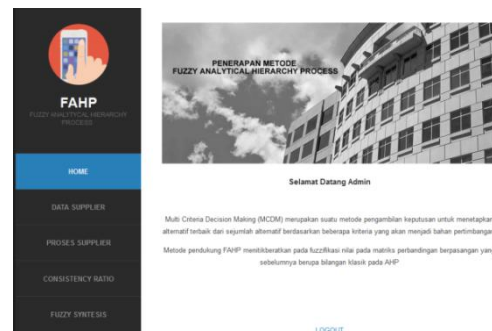 FAHP
FUZZY ANALYTYCAL HIERARCHY
PROCESS
HOME
DATA SUPPLIER
PROSES SUPPLIER
CONSISTENCY RATIO
FUZZY SYNTESIS
PENERAPAN METODE
FUZZY ANALYTICAL HIERARCHY PROCESS
Selamat Datang Admin
Multi Criteria Decision Making (MCDM) merupakan suatu metode pengambilan keputusan untuk menetapkan
alternatif terbaik dari sejumlah alternatif berdasarkan beberapa kriteria yang akan menjadi bahan pertimbangan
Metode pendukung FAHP menitikberatkan pada fuzzifikasi nilai pada matriks perbandingan berpasangan yang
sebelumnya berupa bilangan klasik pada AHP
LOGOUT